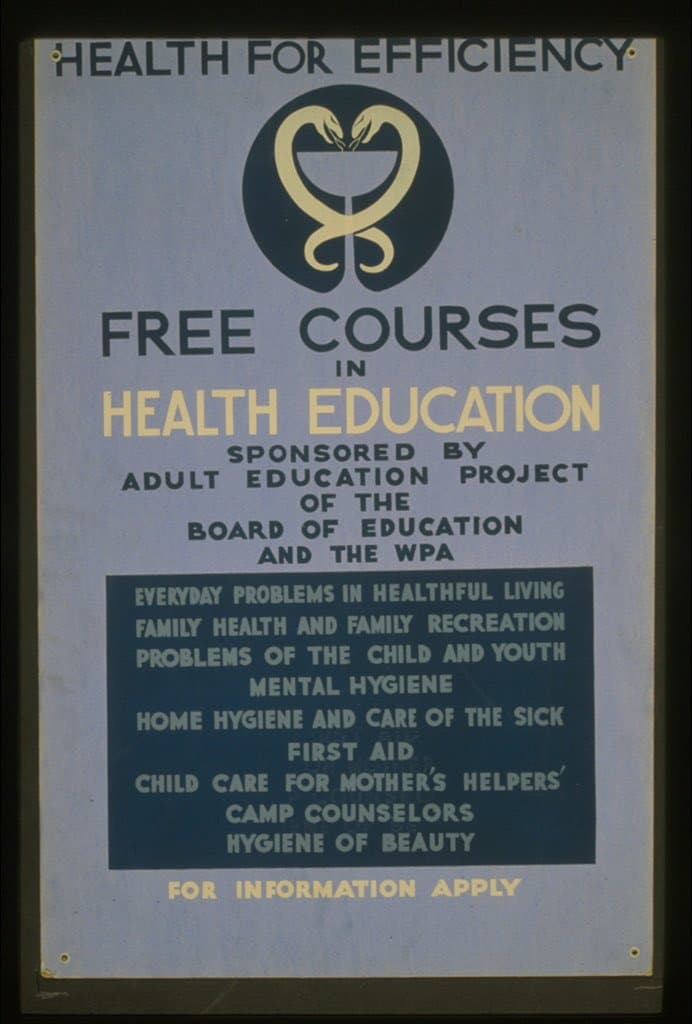 HEALTH FOR EFFICIENCY
FREE COURSES
IN
HEALTH EDUCATION
SPONSORED BY
ADULT EDUCATION PROJECT
OF THE
BOARD OF EDUCATION
AND THE WPA
EVERYDAY PROBLEMS IN HEALTHFUL LIVING
FAMILY HEALTH AND FAMILY RECREATION
PROBLEMS OF THE CHILD AND YOUTH
MENTAL HYGIENE
HOME HYGIENE AND CARE OF THE SICK
FIRST AID
CHILD CARE FOR MOTHER'S HELPERS'
CAMP COUNSELORS
HYGIENE OF BEAUTY
FOR INFORMATION APPLY